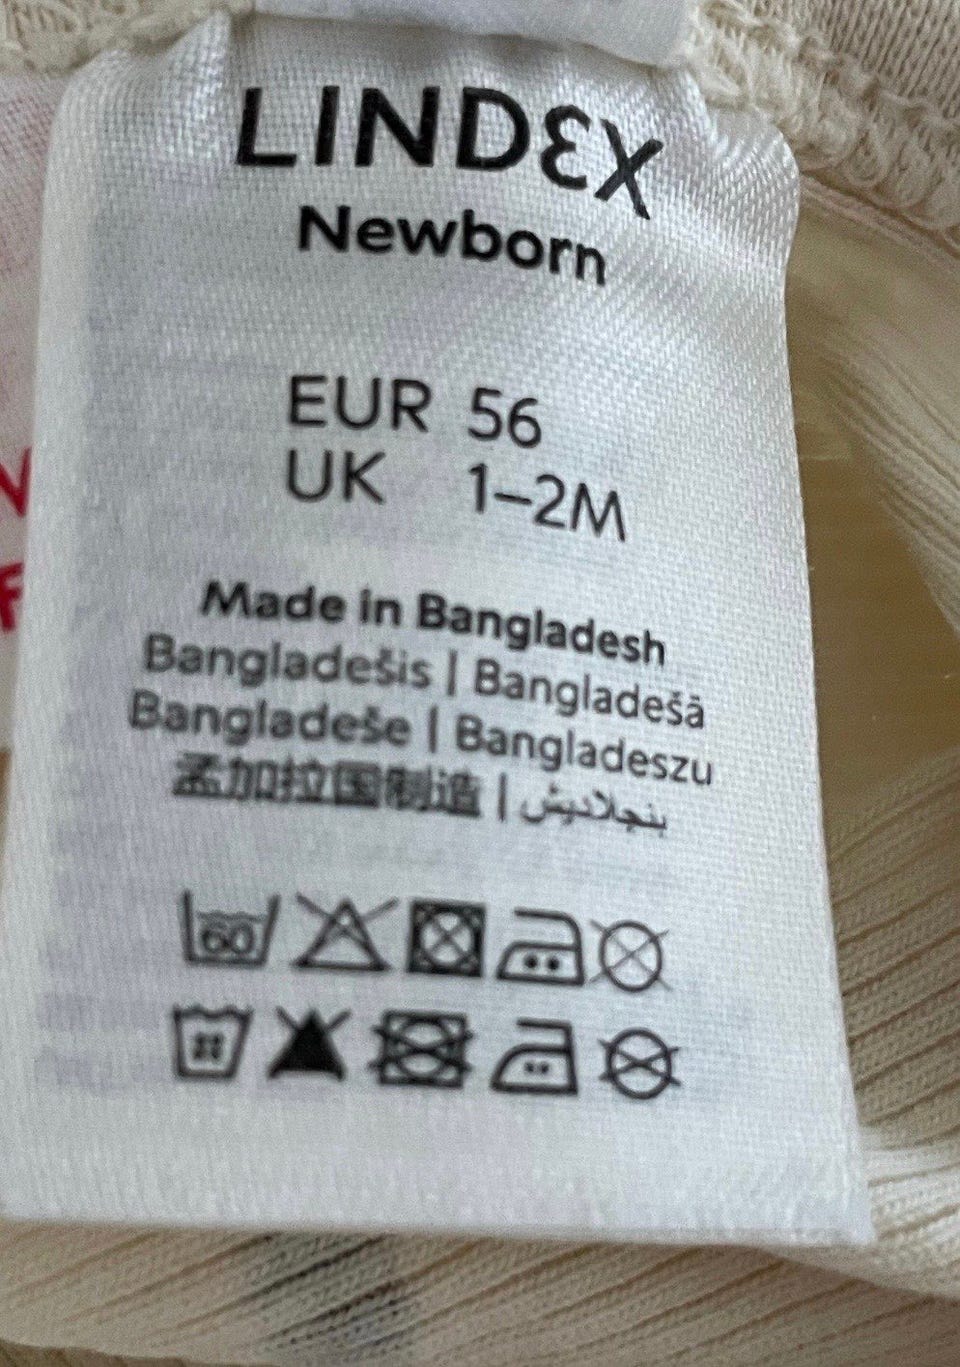 LINDEX
Newborn
EUR 56
UK 1–2M
Made in Bangladesh
Bangladešis | Bangladešā
Bangladeše | Bangladeszu
孟加拉国制造 | بنجلاديش
60